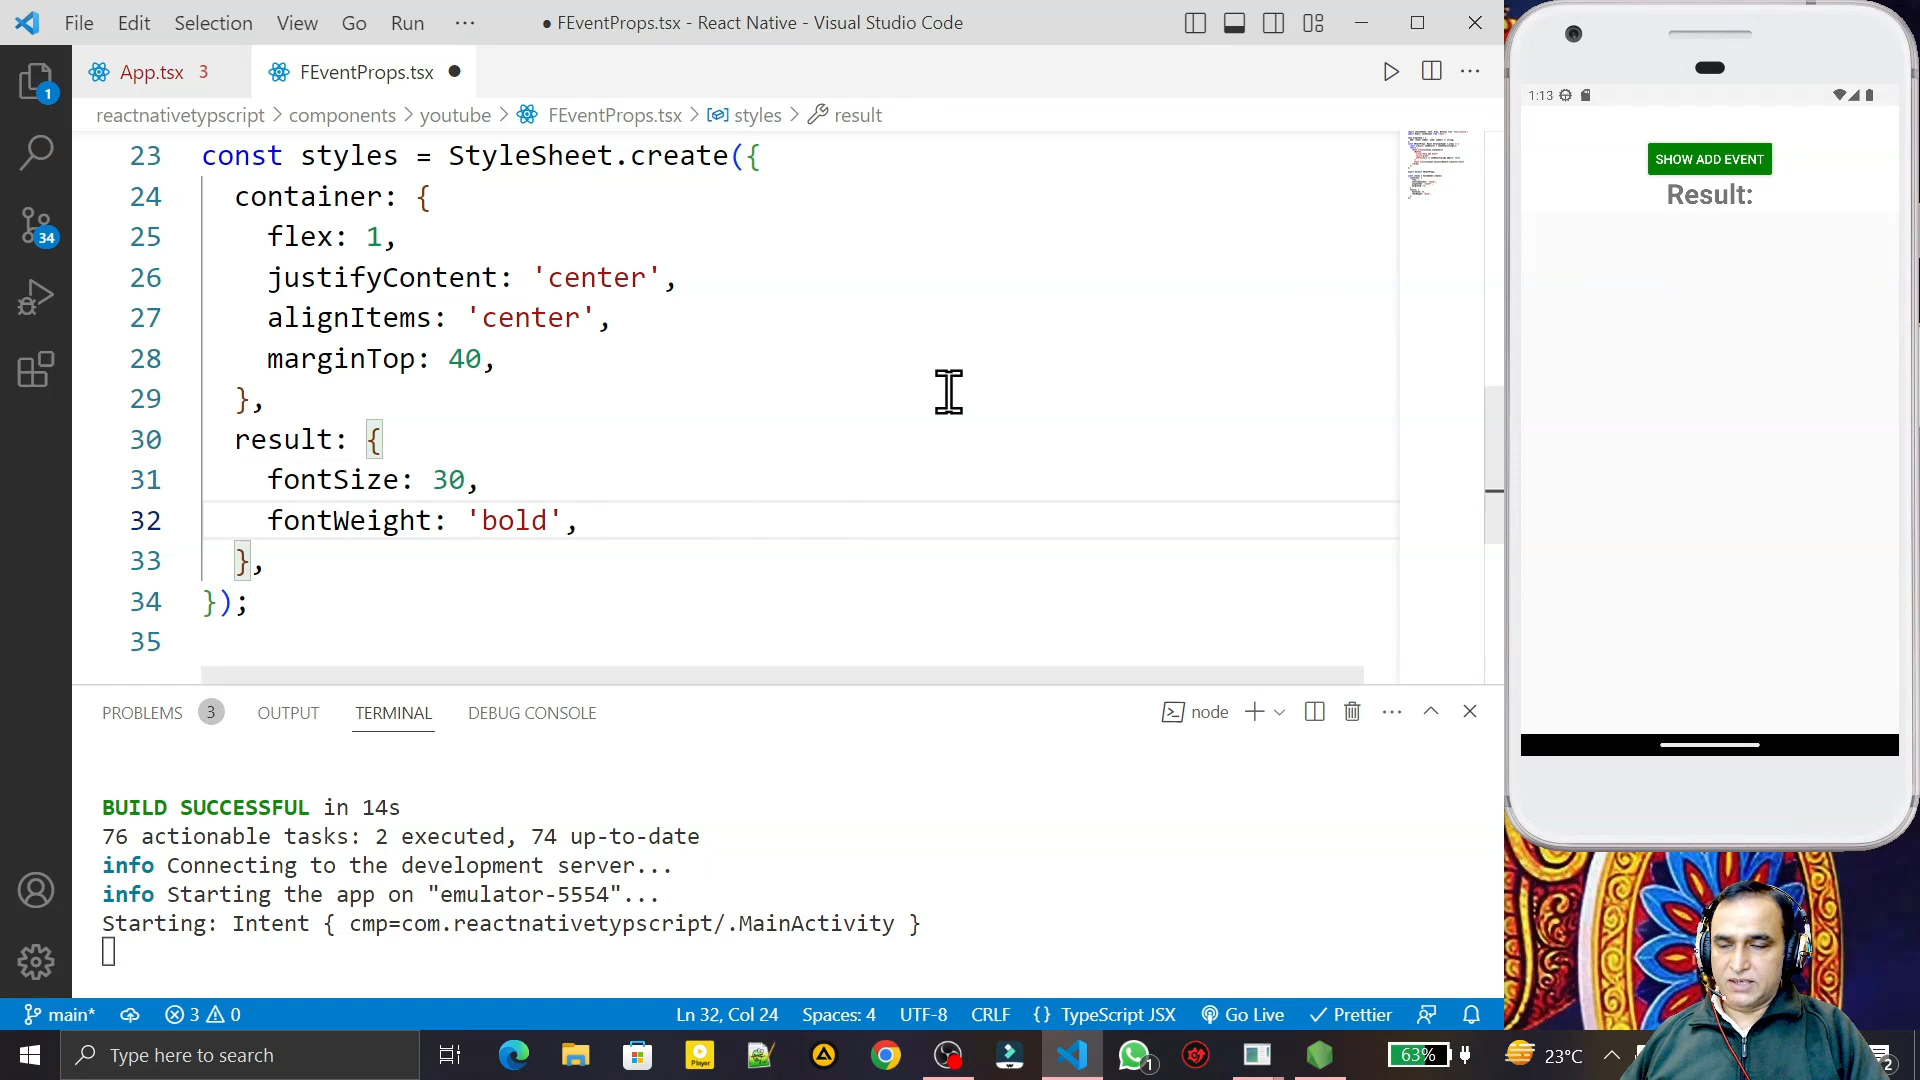 File Edit Selection View Go Run ··· ● FEventProps.tsx - React Native - Visual Studio Code
App.tsx 3 FEventProps.tsx ●
1
reactnativetypscript > components > youtube > FEventProps.tsx > styles > result
23 const styles = StyleSheet.create({
24 container: {
25 flex: 1,
26 justifyContent: 'center',
27 alignItems: 'center',
28 marginTop: 40,
29 },
30 result: {
31 fontSize: 30,
32 fontWeight: 'bold',
33 },
34 });
35
34
PROBLEMS 3 OUTPUT TERMINAL DEBUG CONSOLE node
BUILD SUCCESSFUL in 14s
76 actionable tasks: 2 executed, 74 up-to-date
info Connecting to the development server...
info Starting the app on "emulator-5554"...
Starting: Intent { cmp=com.reactnativetypscript/.MainActivity }
main* 3 0 Ln 32, Col 24 Spaces: 4 UTF-8 CRLF {} TypeScript JSX Go Live Prettier
Type here to search Player 1 63% 23°C 2
1:13
SHOW ADD EVENT
Result: